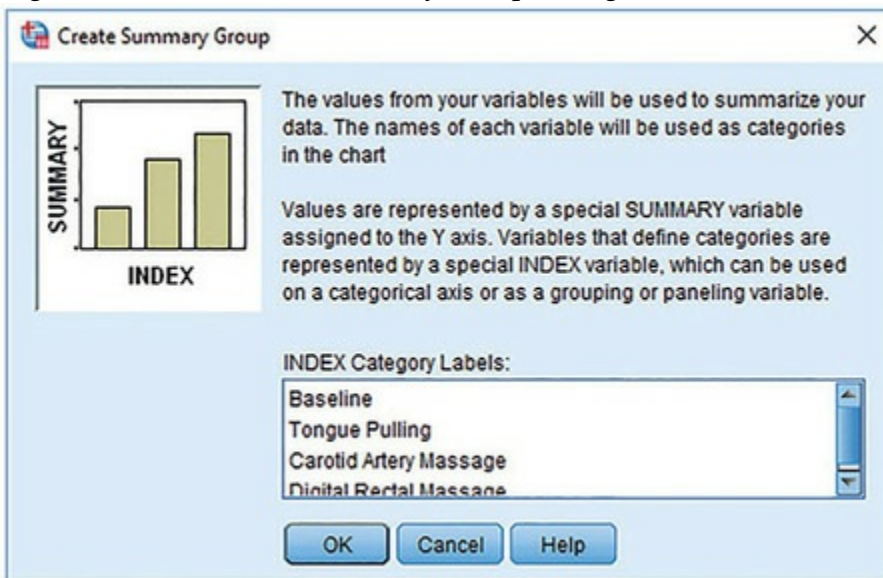 Create Summary Group
The values from your variables will be used to summarize your
data. The names of each variable will be used as categories
in the chart
Values are represented by a special SUMMARY variable
assigned to the Y axis. Variables that define categories are
represented by a special INDEX variable, which can be used
on a categorical axis or as a grouping or paneling variable.
SUMMARY
INDEX
INDEX Category Labels:
Baseline
Tongue Pulling
Carotid Artery Massage
Digital Rectal Massage
OK Cancel Help